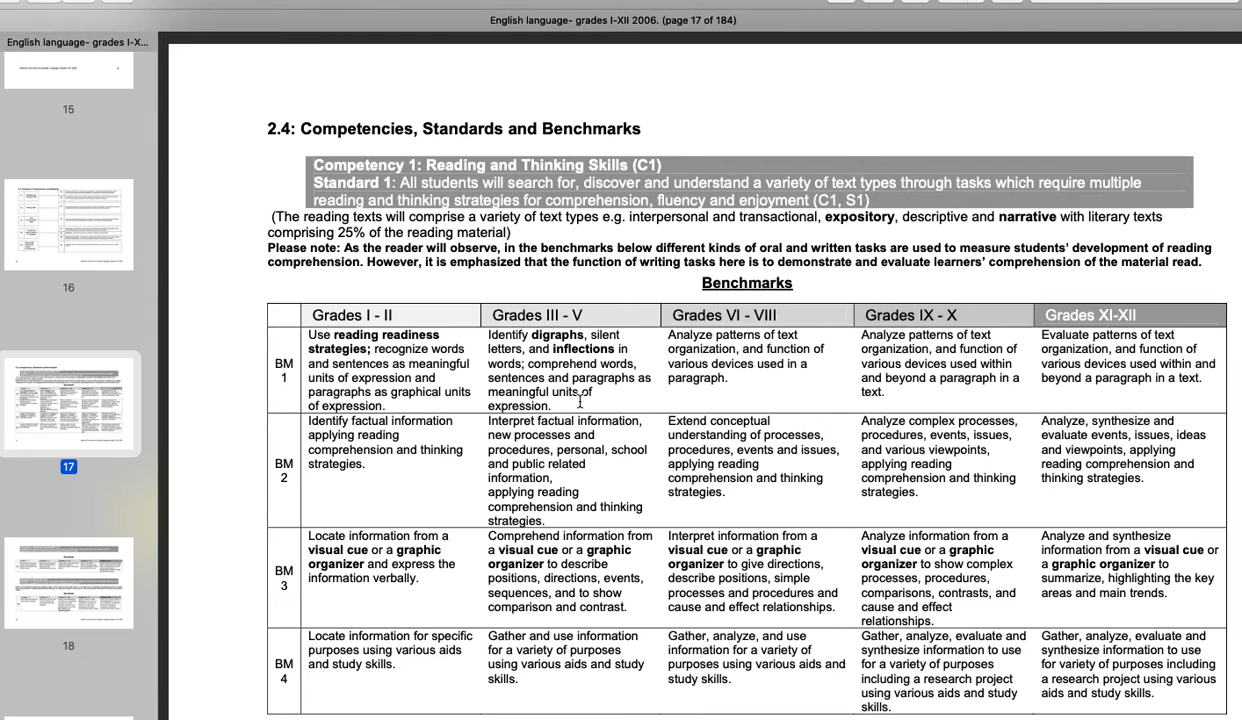 English language- grades I-XII 2006. (page 17 of 184)
English language- grades I-X...
15
16
17
18
2.4: Competencies, Standards and Benchmarks
Competency 1: Reading and Thinking Skills (C1)
Standard 1: All students will search for, discover and understand a variety of text types through tasks which require multiple
reading and thinking strategies for comprehension, fluency and enjoyment (C1, S1)
(The reading texts will comprise a variety of text types e.g. interpersonal and transactional, expository, descriptive and narrative with literary texts
comprising 25% of the reading material)
Please note: As the reader will observe, in the benchmarks below different kinds of oral and written tasks are used to measure students' development of reading
comprehension. However, it is emphasized that the function of writing tasks here is to demonstrate and evaluate learners' comprehension of the material read.
Benchmarks
Grades I - II
Grades III - V
Grades VI - VIII
Grades IX - X
Grades XI-XII
BM
1
Use reading readiness
strategies; recognize words
and sentences as meaningful
units of expression and
paragraphs as graphical units
of expression.
Identify digraphs, silent
letters, and inflections in
words; comprehend words,
sentences and paragraphs as
meaningful units of
expression.
Analyze patterns of text
organization, and function of
various devices used in a
paragraph.
Analyze patterns of text
organization, and function of
various devices used within
and beyond a paragraph in a
text.
Evaluate patterns of text
organization, and function of
various devices used within and
beyond a paragraph in a text.
BM
2
Identify factual information
applying reading
comprehension and thinking
strategies.
Interpret factual information,
new processes and
procedures, personal, school
and public related
information,
applying reading
comprehension and thinking
strategies.
Extend conceptual
understanding of processes,
procedures, events and issues,
applying reading
comprehension and thinking
strategies.
Analyze complex processes,
procedures, events, issues,
and various viewpoints,
applying reading
comprehension and thinking
strategies.
Analyze, synthesize and
evaluate events, issues, ideas
and viewpoints, applying
reading comprehension and
thinking strategies.
BM
3
Locate information from a
visual cue or a graphic
organizer and express the
information verbally.
Comprehend information from
a visual cue or a graphic
organizer to describe
positions, directions, events,
sequences, and to show
comparison and contrast.
Interpret information from a
visual cue or a graphic
organizer to give directions,
describe positions, simple
processes and procedures and
cause and effect relationships.
Analyze information from a
visual cue or a graphic
organizer to show complex
processes, procedures,
comparisons, contrasts, and
cause and effect
relationships.
Analyze and synthesize
information from a visual cue or
a graphic organizer to
summarize, highlighting the key
areas and main trends.
BM
4
Locate information for specific
purposes using various aids
and study skills.
Gather and use information
for a variety of purposes
using various aids and study
skills.
Gather, analyze, and use
information for a variety of
purposes using various aids and
study skills.
Gather, analyze, evaluate and
synthesize information to use
for a variety of purposes
including a research project
using various aids and study
skills.
Gather, analyze, evaluate and
synthesize information to use
for variety of purposes including
a research project using various
aids and study skills.